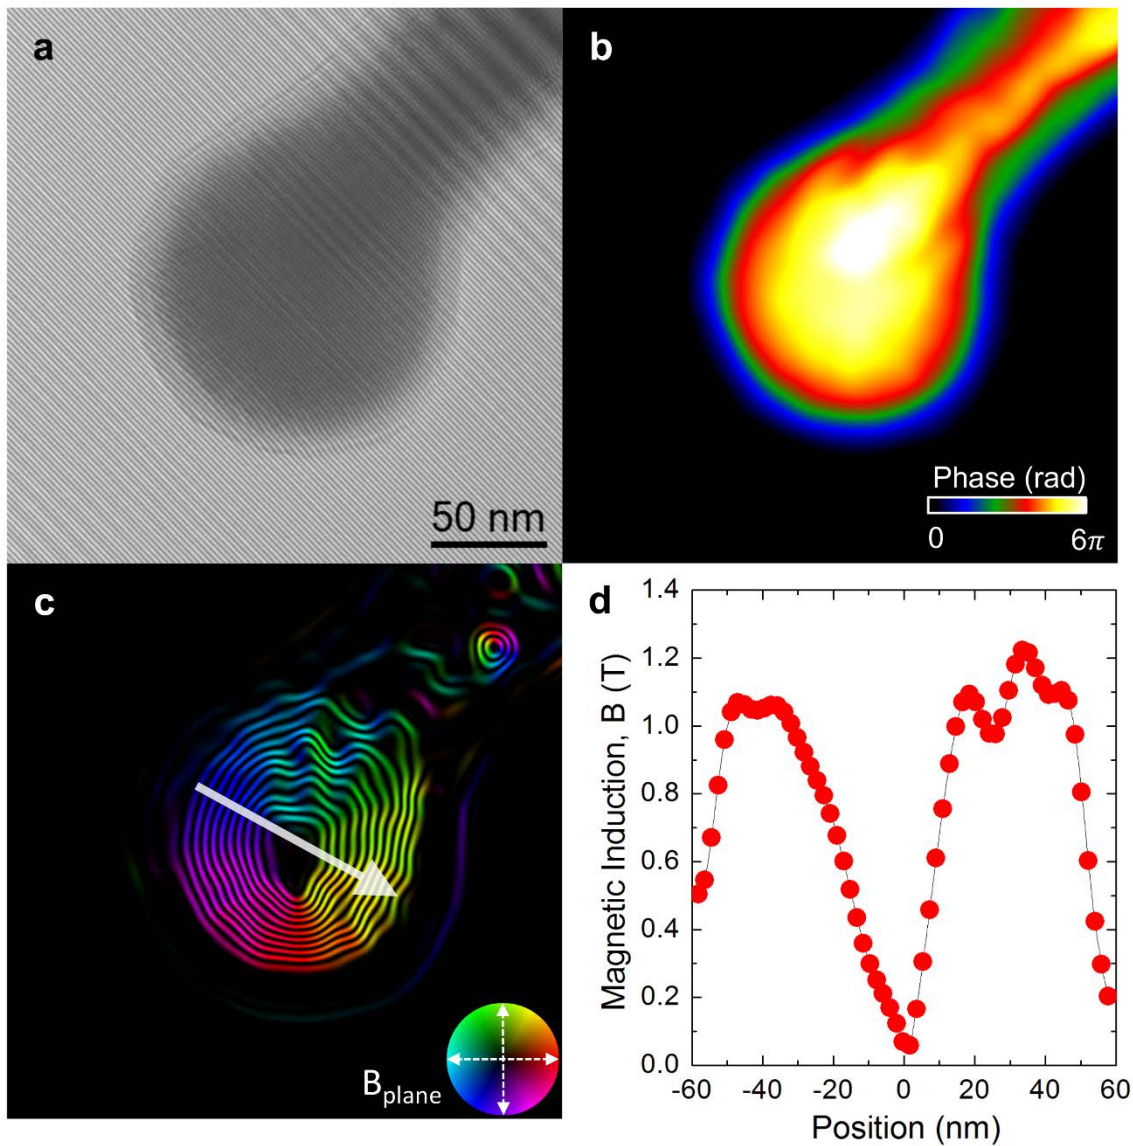 a
50 nm
b
Phase (rad)
0 6π
c
B_plane
d
1.4
1.2
1.0
0.8
0.6
0.4
0.2
0.0
-60 -40 -20 0 20 40 60
Magnetic Induction, B (T)
Position (nm)